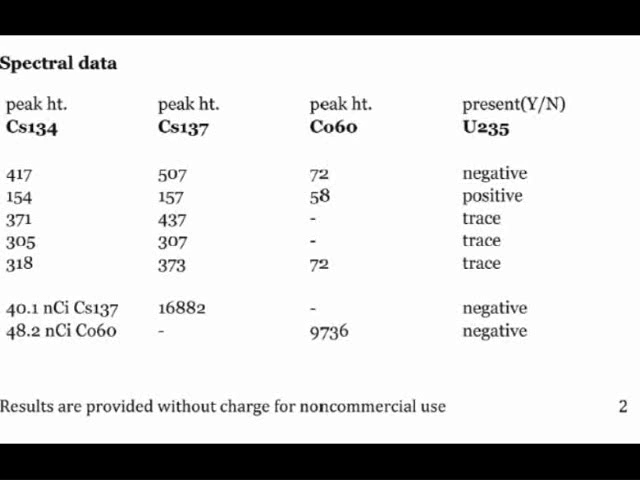 Spectral data
peak ht. peak ht. peak ht. present(Y/N)
Cs134 Cs137 Co60 U235
417 507 72 negative
154 157 58 positive
371 437 - trace
305 307 - trace
318 373 72 trace
40.1 nCi Cs137 16882 - negative
48.2 nCi Co60 - 9736 negative
Results are provided without charge for noncommercial use 2